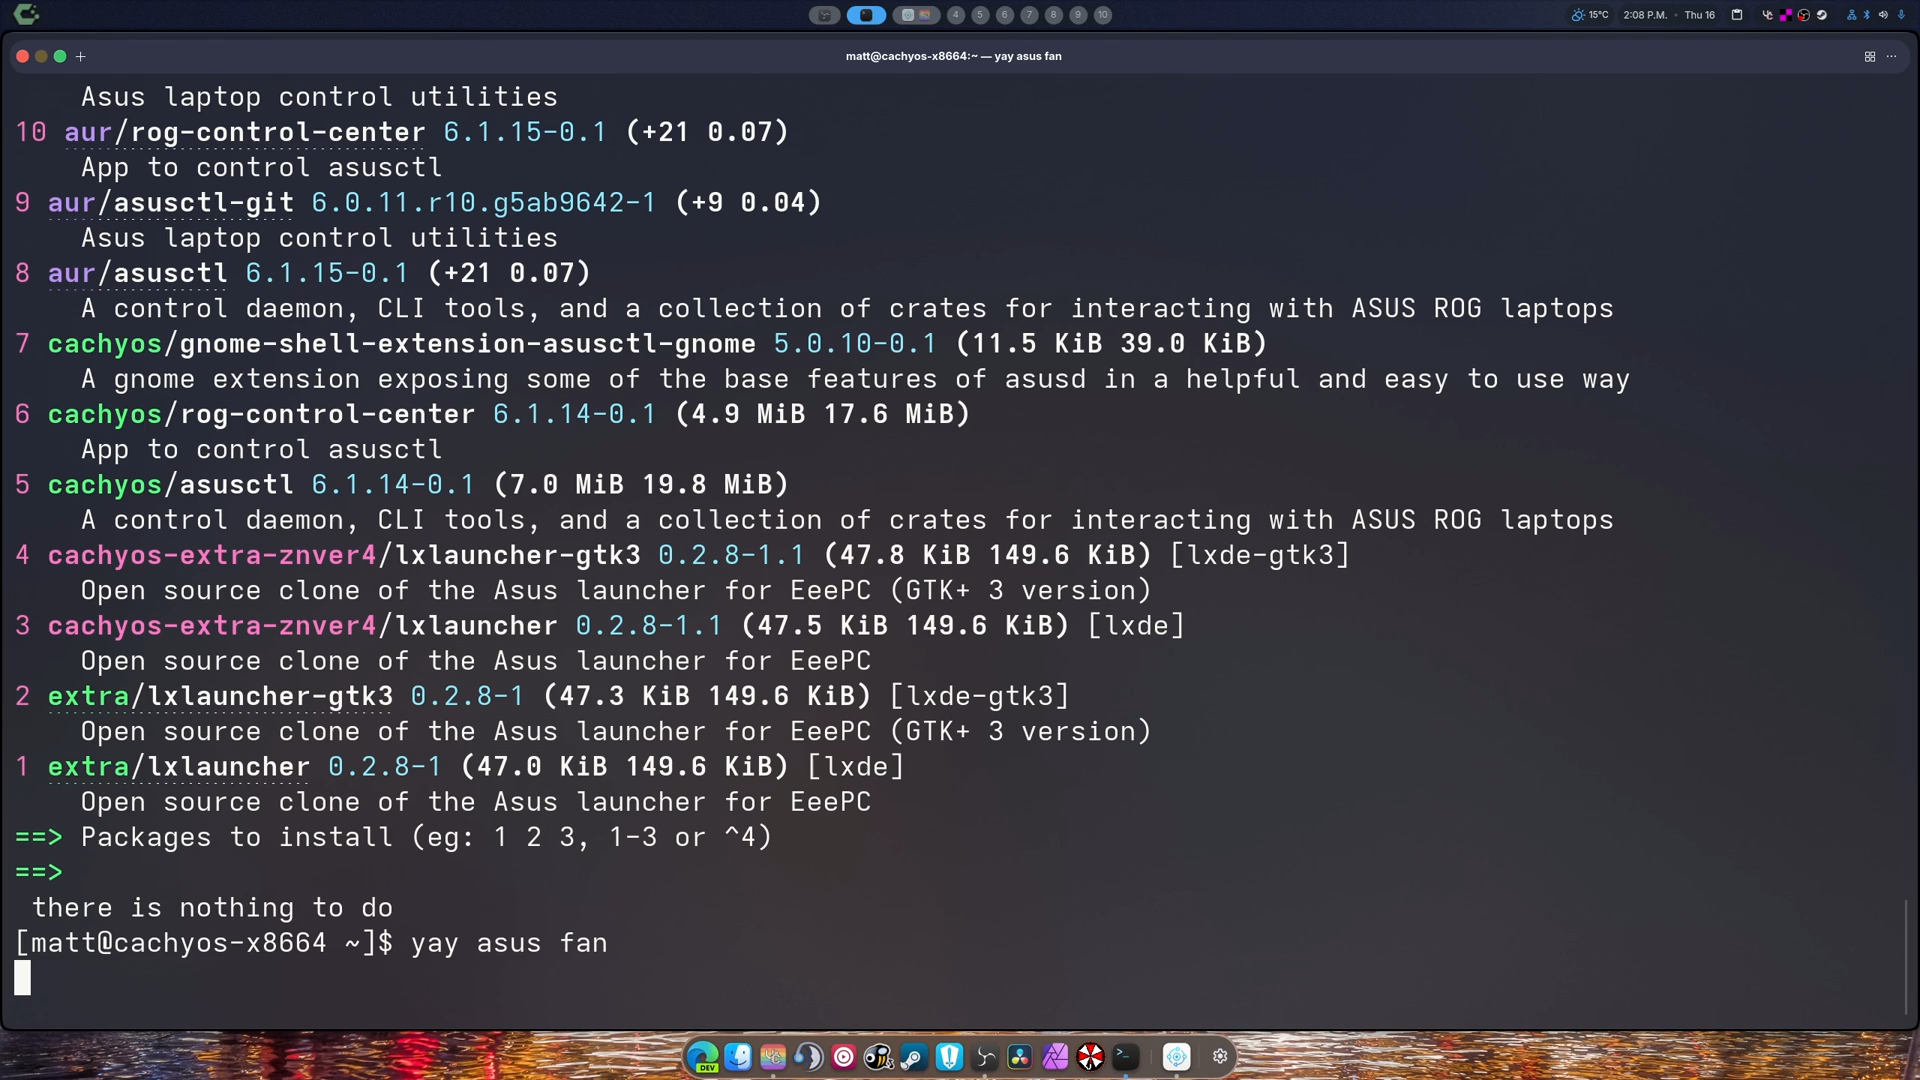 4 5 6 7 8 9 10
15°C 2:08 P.M. · Thu 16
matt@cachyos-x8664:~ — yay asus fan
Asus laptop control utilities
10 aur/rog-control-center 6.1.15-0.1 (+21 0.07)
App to control asusctl
9 aur/asusctl-git 6.0.11.r10.g5ab9642-1 (+9 0.04)
Asus laptop control utilities
8 aur/asusctl 6.1.15-0.1 (+21 0.07)
A control daemon, CLI tools, and a collection of crates for interacting with ASUS ROG laptops
7 cachyos/gnome-shell-extension-asusctl-gnome 5.0.10-0.1 (11.5 KiB 39.0 KiB)
A gnome extension exposing some of the base features of asusd in a helpful and easy to use way
6 cachyos/rog-control-center 6.1.14-0.1 (4.9 MiB 17.6 MiB)
App to control asusctl
5 cachyos/asusctl 6.1.14-0.1 (7.0 MiB 19.8 MiB)
A control daemon, CLI tools, and a collection of crates for interacting with ASUS ROG laptops
4 cachyos-extra-znver4/lxlauncher-gtk3 0.2.8-1.1 (47.8 KiB 149.6 KiB) [lxde-gtk3]
Open source clone of the Asus launcher for EeePC (GTK+ 3 version)
3 cachyos-extra-znver4/lxlauncher 0.2.8-1.1 (47.5 KiB 149.6 KiB) [lxde]
Open source clone of the Asus launcher for EeePC
2 extra/lxlauncher-gtk3 0.2.8-1 (47.3 KiB 149.6 KiB) [lxde-gtk3]
Open source clone of the Asus launcher for EeePC (GTK+ 3 version)
1 extra/lxlauncher 0.2.8-1 (47.0 KiB 149.6 KiB) [lxde]
Open source clone of the Asus launcher for EeePC
==> Packages to install (eg: 1 2 3, 1-3 or ^4)
==>
there is nothing to do
[matt@cachyos-x8664 ~]$ yay asus fan
DEV